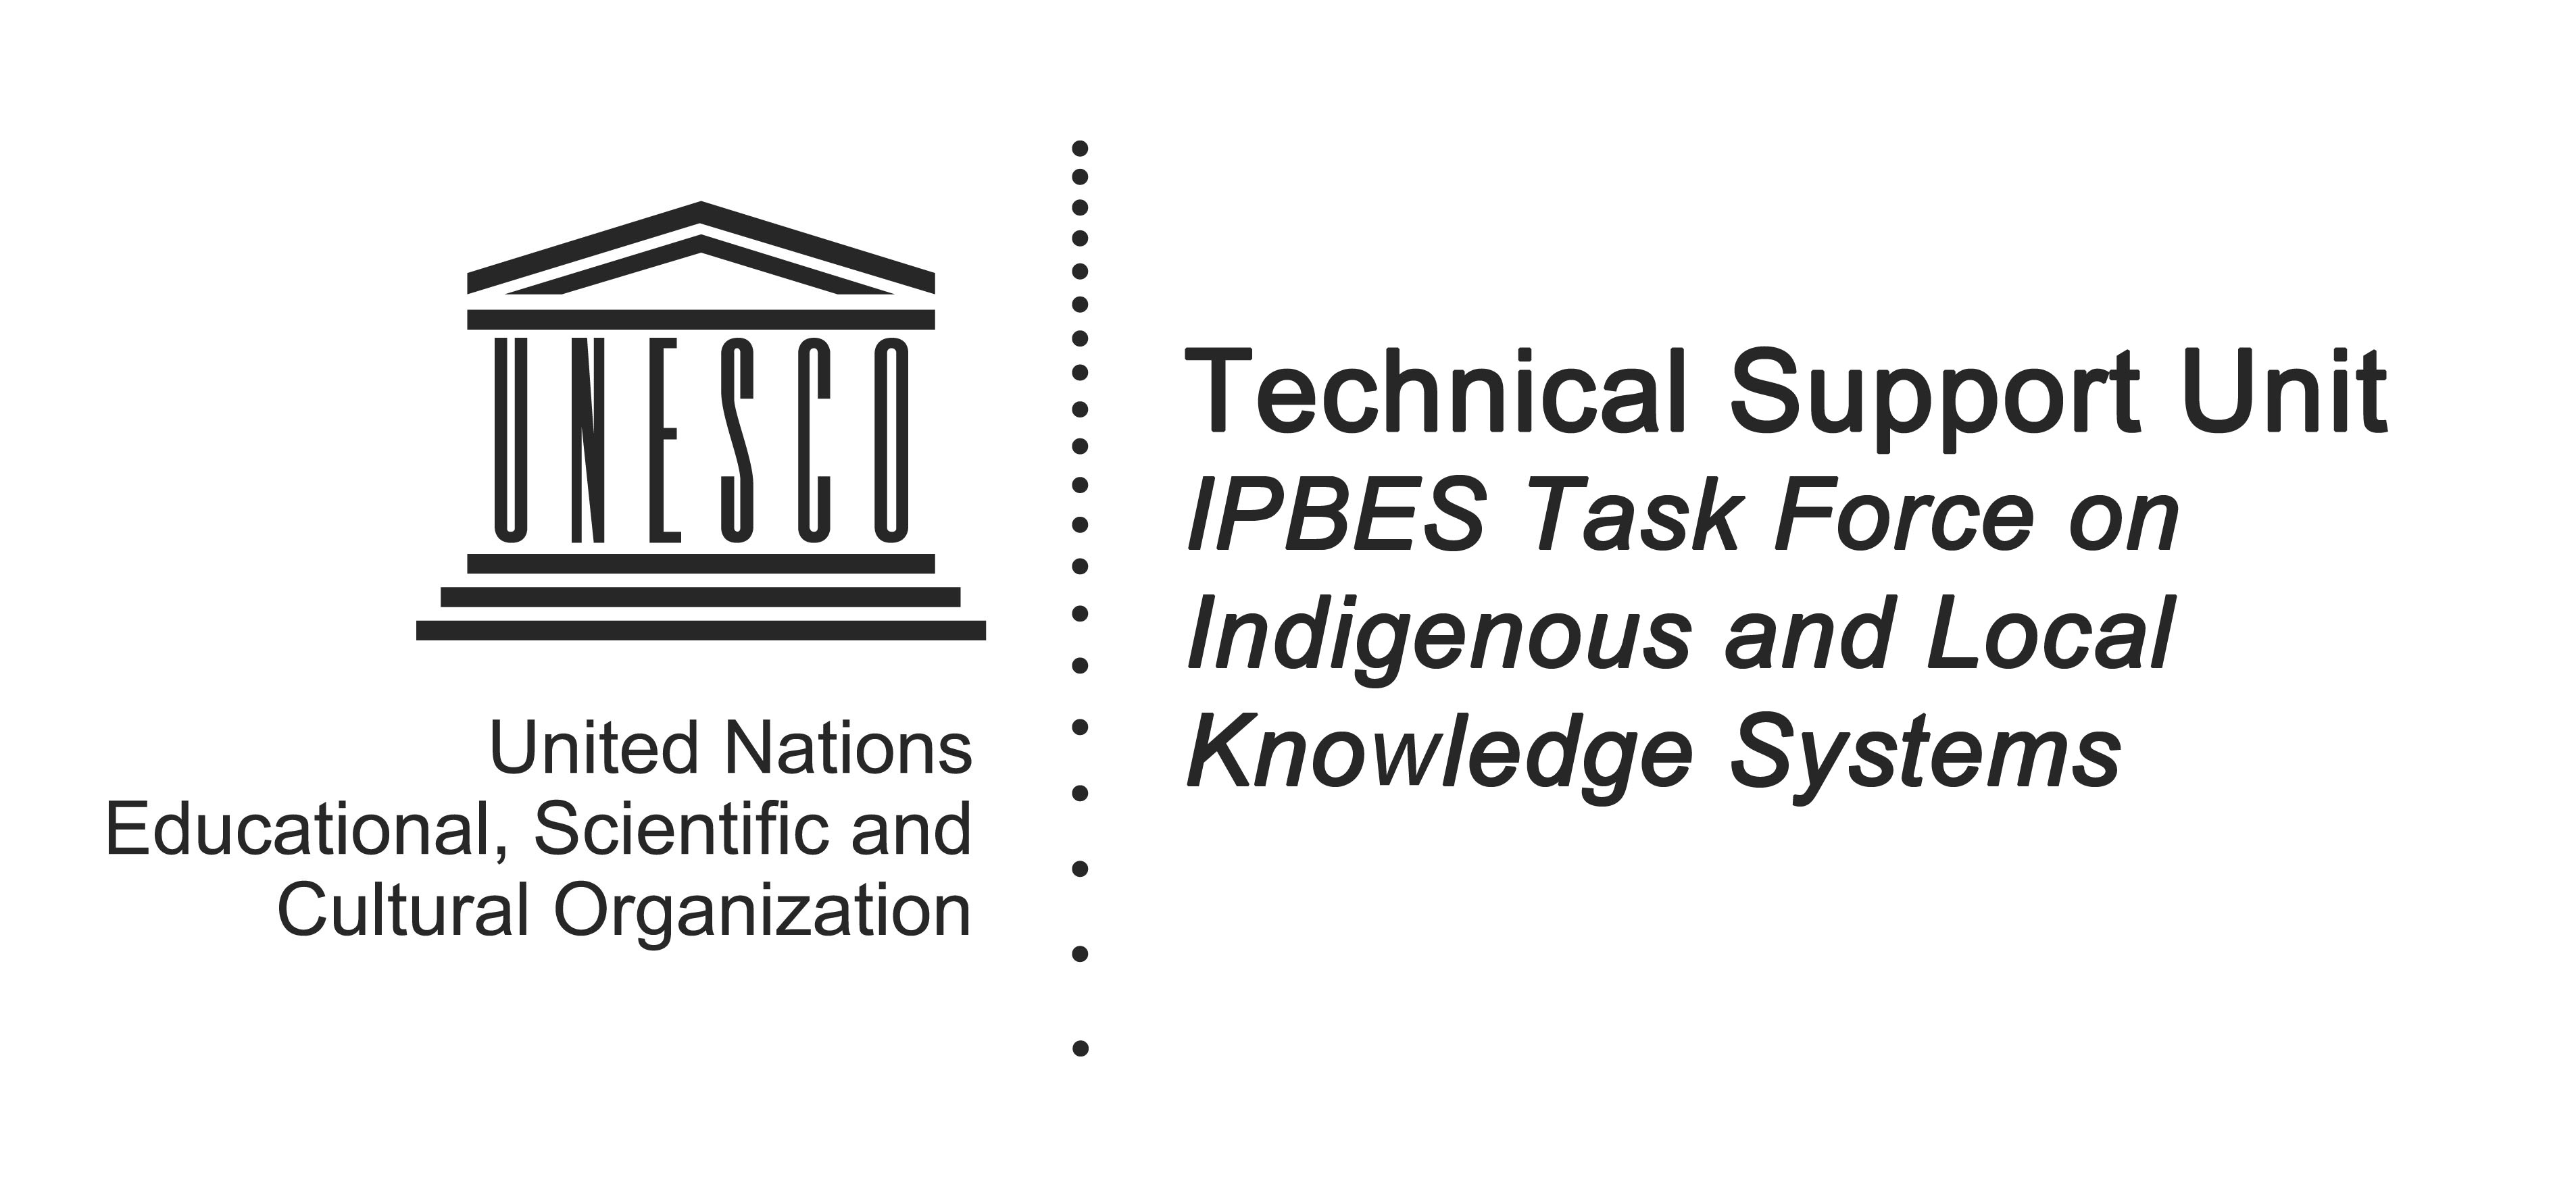 UNESCO
United Nations
Educational, Scientific and
Cultural Organization
Technical Support Unit
IPBES Task Force on
Indigenous and Local
Knowledge Systems